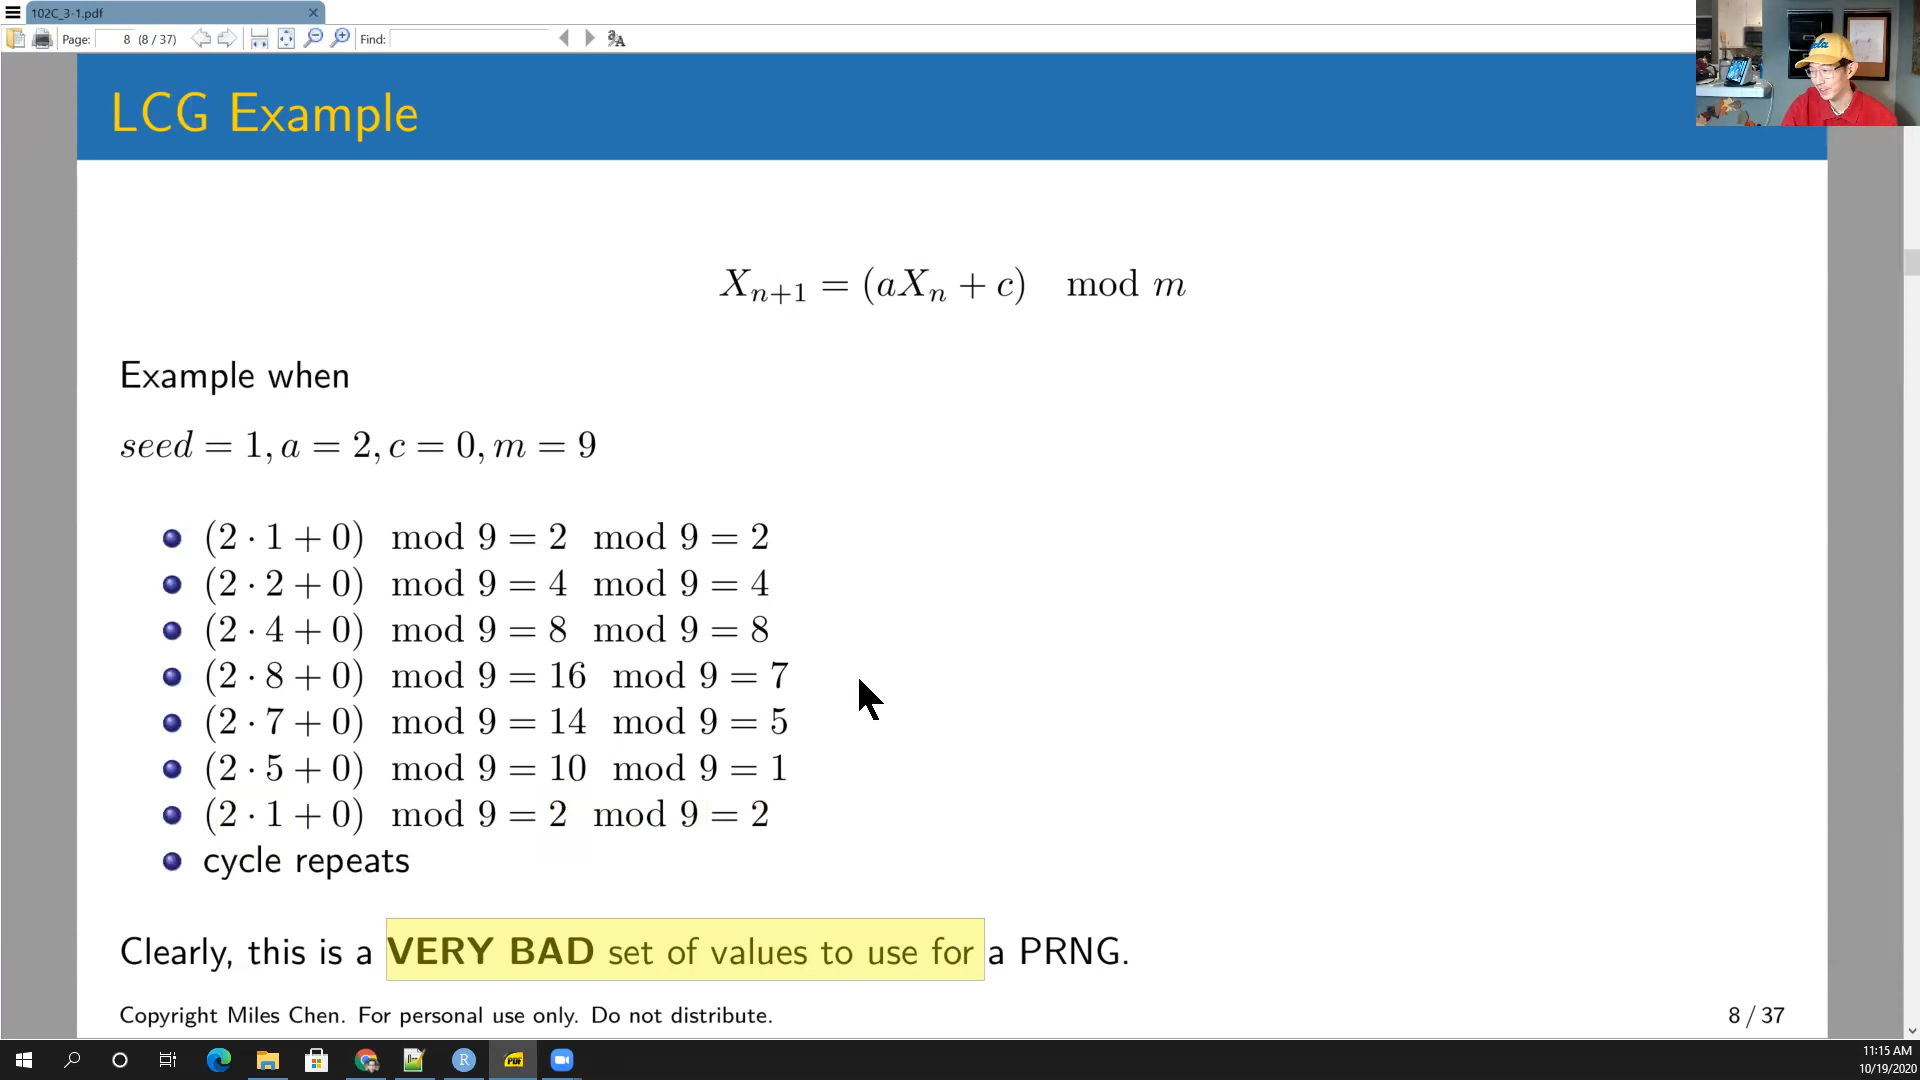 102C_3-1.pdf
Page: 8 (8 / 37) Find:
LCG Example
Xₙ₊₁ = (aXₙ + c) mod m
Example when
seed = 1, a = 2, c = 0, m = 9
(2 · 1 + 0) mod 9 = 2 mod 9 = 2
(2 · 2 + 0) mod 9 = 4 mod 9 = 4
(2 · 4 + 0) mod 9 = 8 mod 9 = 8
(2 · 8 + 0) mod 9 = 16 mod 9 = 7
(2 · 7 + 0) mod 9 = 14 mod 9 = 5
(2 · 5 + 0) mod 9 = 10 mod 9 = 1
(2 · 1 + 0) mod 9 = 2 mod 9 = 2
cycle repeats
Clearly, this is a VERY BAD set of values to use for a PRNG.
Copyright Miles Chen. For personal use only. Do not distribute. 8 / 37
11:15 AM
10/19/2020